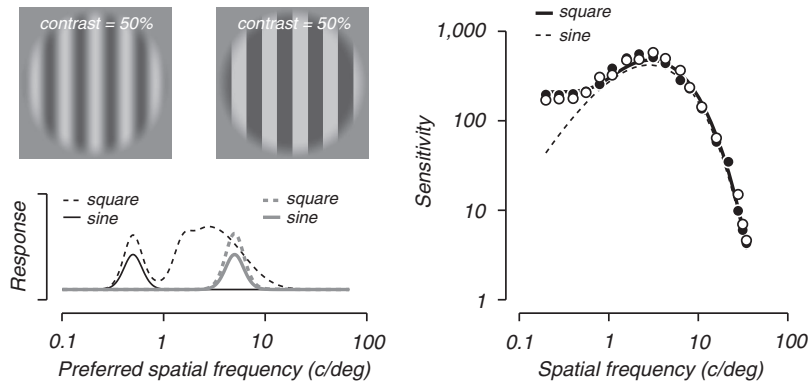 contrast = 50%
contrast = 50%
Response
square
sine
square
sine
0.1 1 10 100
Preferred spatial frequency (c/deg)
square
sine
Sensitivity
1,000
100
10
1
0.1 1 10 100
Spatial frequency (c/deg)